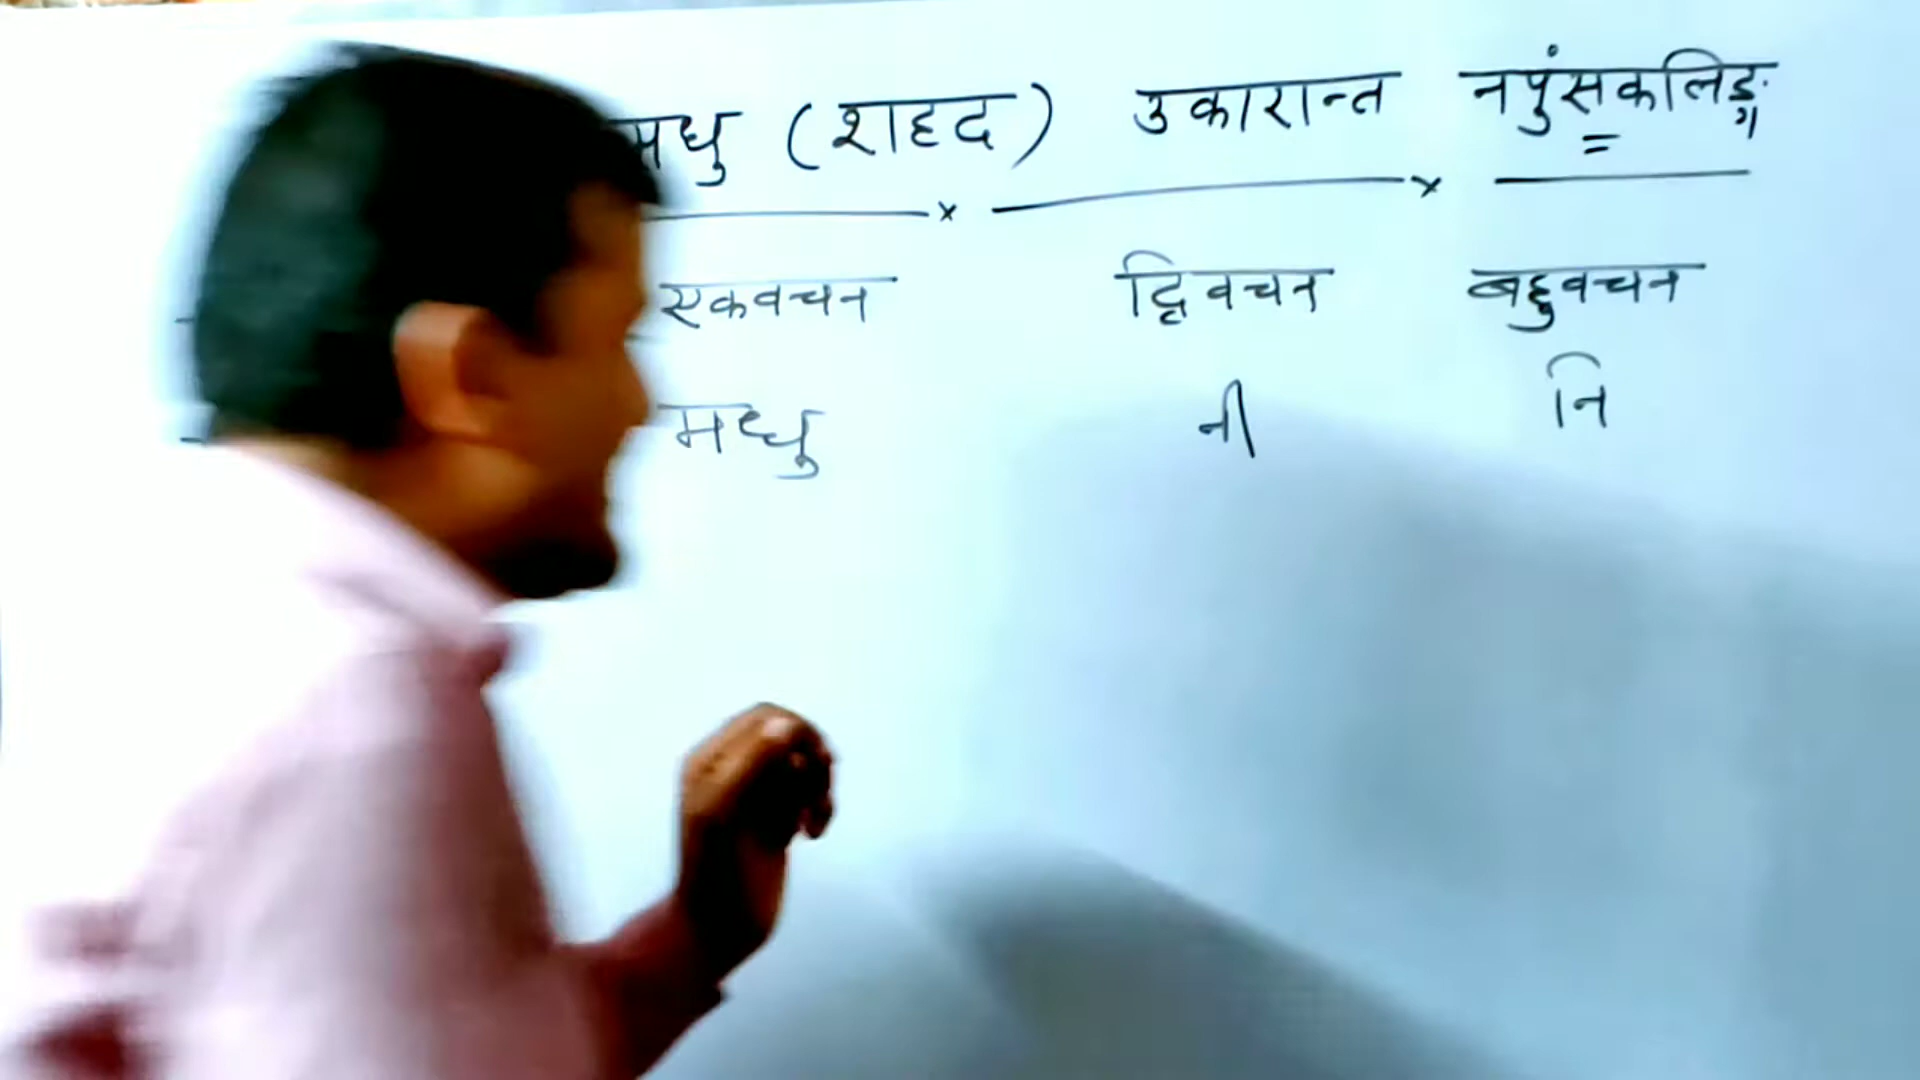 मधु (शहद) उकारान्त नपुंसकलिङ्ग
एकवचन द्विवचन बहुवचन
मधु नी नि